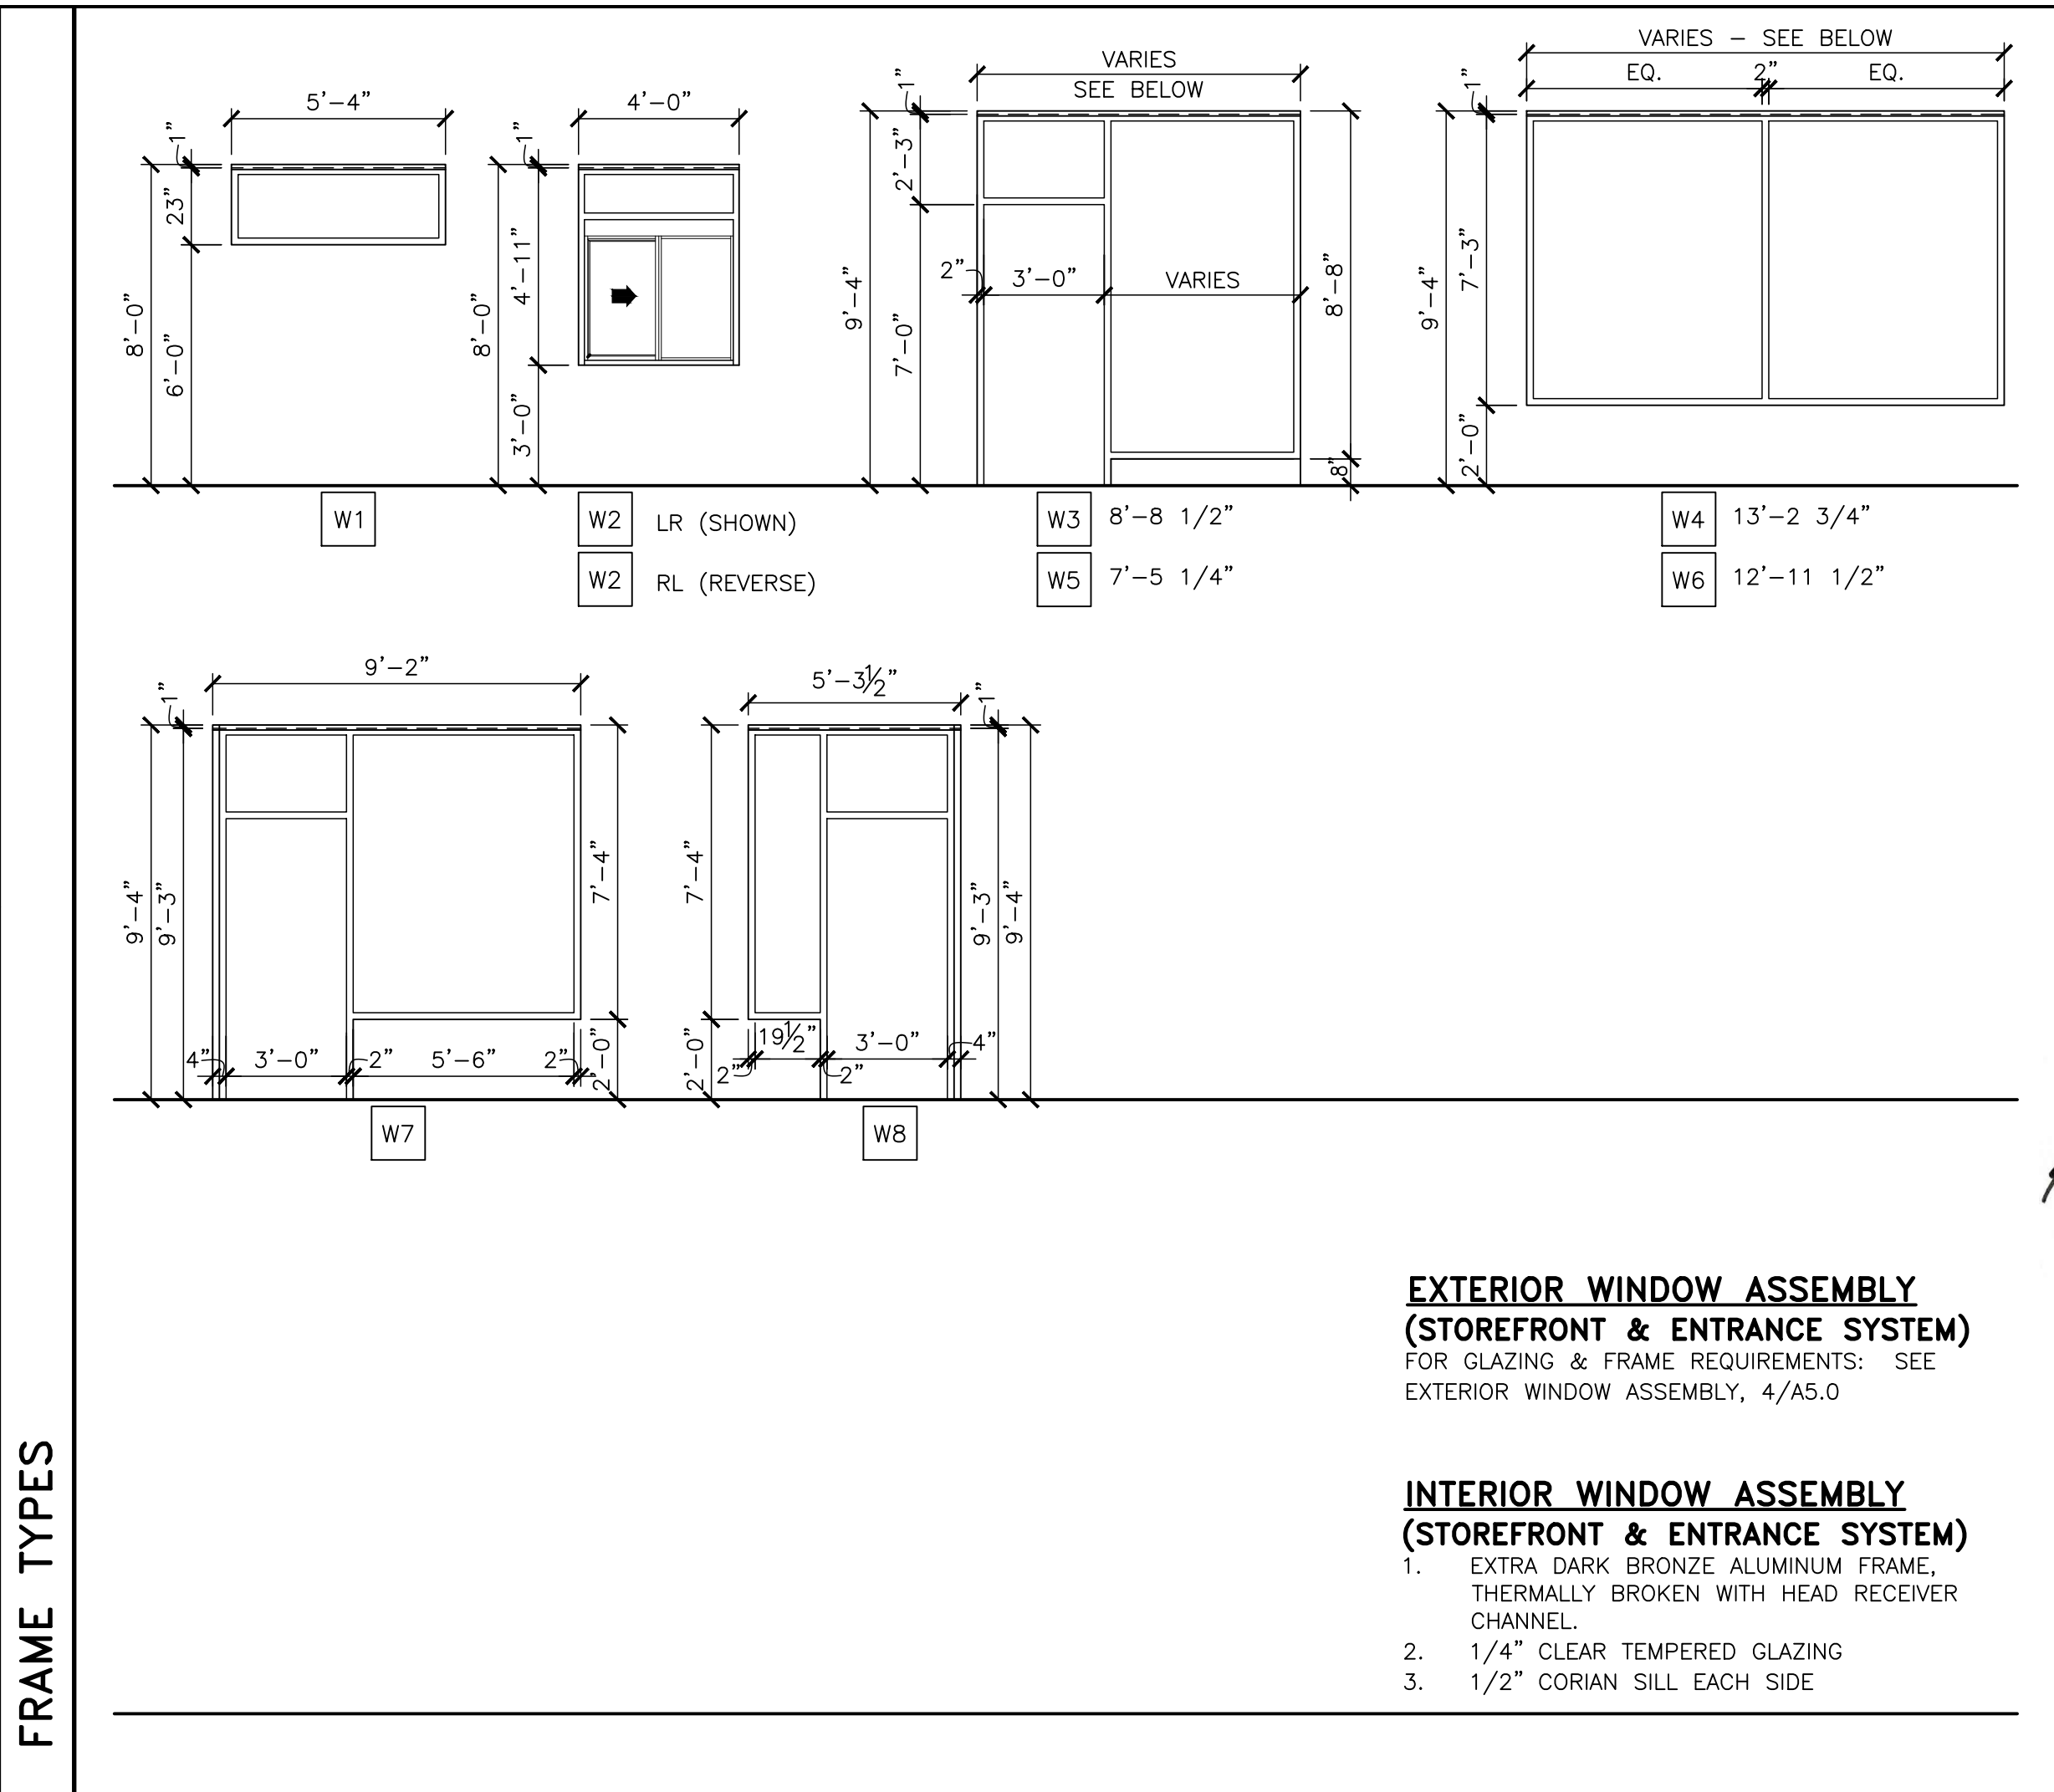 5'-4"
1"
23"
8'-0"
6'-0"
W1
4'-0"
1"
4'-11"
8'-0"
3'-0"
W2 LR (SHOWN)
W2 RL (REVERSE)
VARIES
SEE BELOW
1"
2'-3"
9'-4"
7'-0"
2" 3'-0" VARIES
8'-8"
8"
W3 8'-8 1/2"
W5 7'-5 1/4"
VARIES - SEE BELOW
EQ. 2" EQ.
1"
7'-3"
9'-4"
2'-0"
W4 13'-2 3/4"
W6 12'-11 1/2"
9'-2"
1"
9'-4"
9'-3"
7'-4"
2'-0"
4" 3'-0" 2" 5'-6" 2"
W7
5'-3½"
1"
7'-4"
2'-0"
9'-3"
9'-4"
19½" 3'-0" 4"
2" 2"
W8
EXTERIOR WINDOW ASSEMBLY
(STOREFRONT & ENTRANCE SYSTEM)
FOR GLAZING & FRAME REQUIREMENTS: SEE
EXTERIOR WINDOW ASSEMBLY, 4/A5.0
INTERIOR WINDOW ASSEMBLY
(STOREFRONT & ENTRANCE SYSTEM)
1. EXTRA DARK BRONZE ALUMINUM FRAME,
THERMALLY BROKEN WITH HEAD RECEIVER
CHANNEL.
2. 1/4" CLEAR TEMPERED GLAZING
3. 1/2" CORIAN SILL EACH SIDE
FRAME TYPES